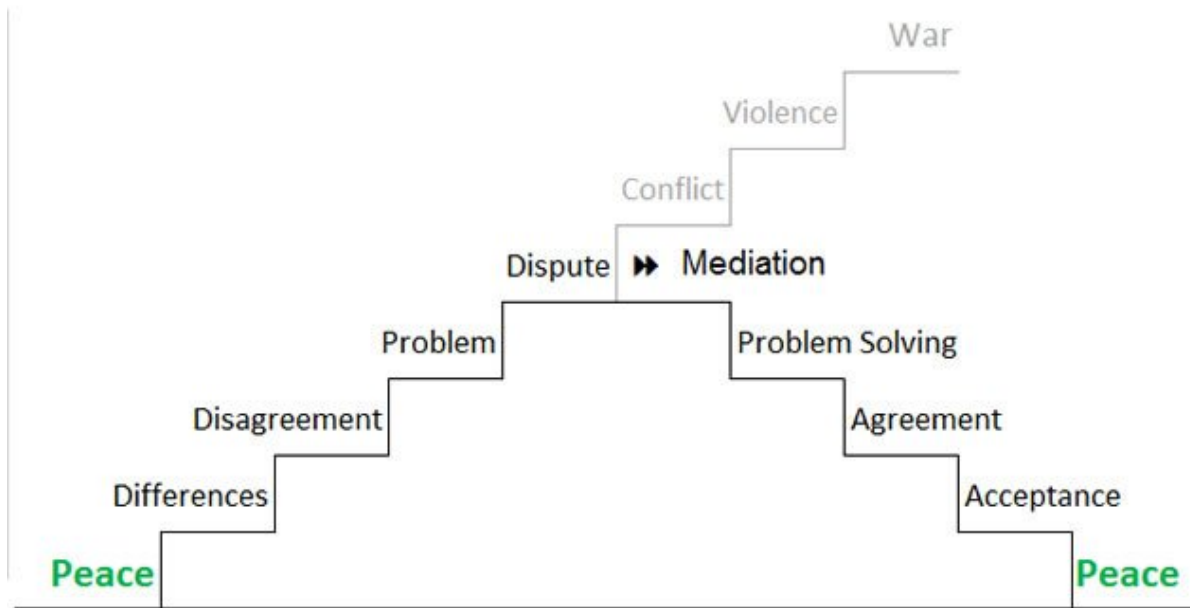 War
Violence
Conflict
Dispute ⏩ Mediation
Problem Problem Solving
Disagreement Agreement
Differences Acceptance
Peace Peace